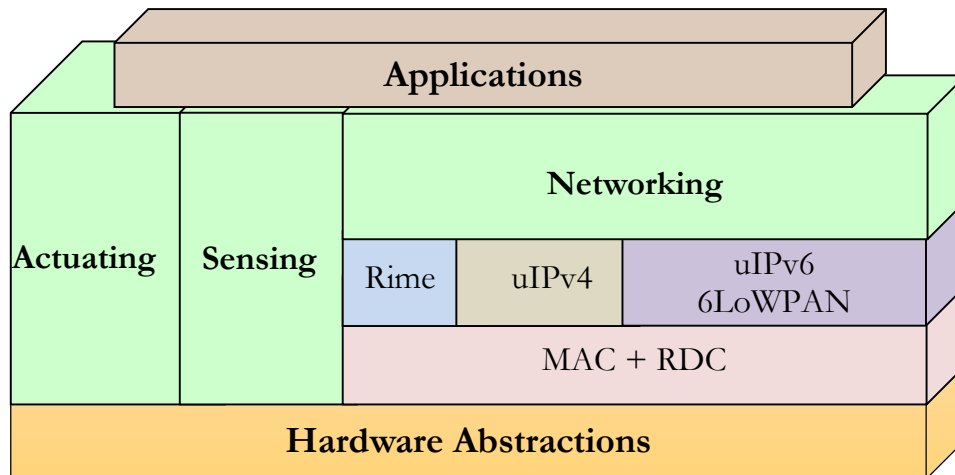 Applications
Networking
Actuating
Sensing
Rime
uIPv4
uIPv6
6LoWPAN
MAC + RDC
Hardware Abstractions